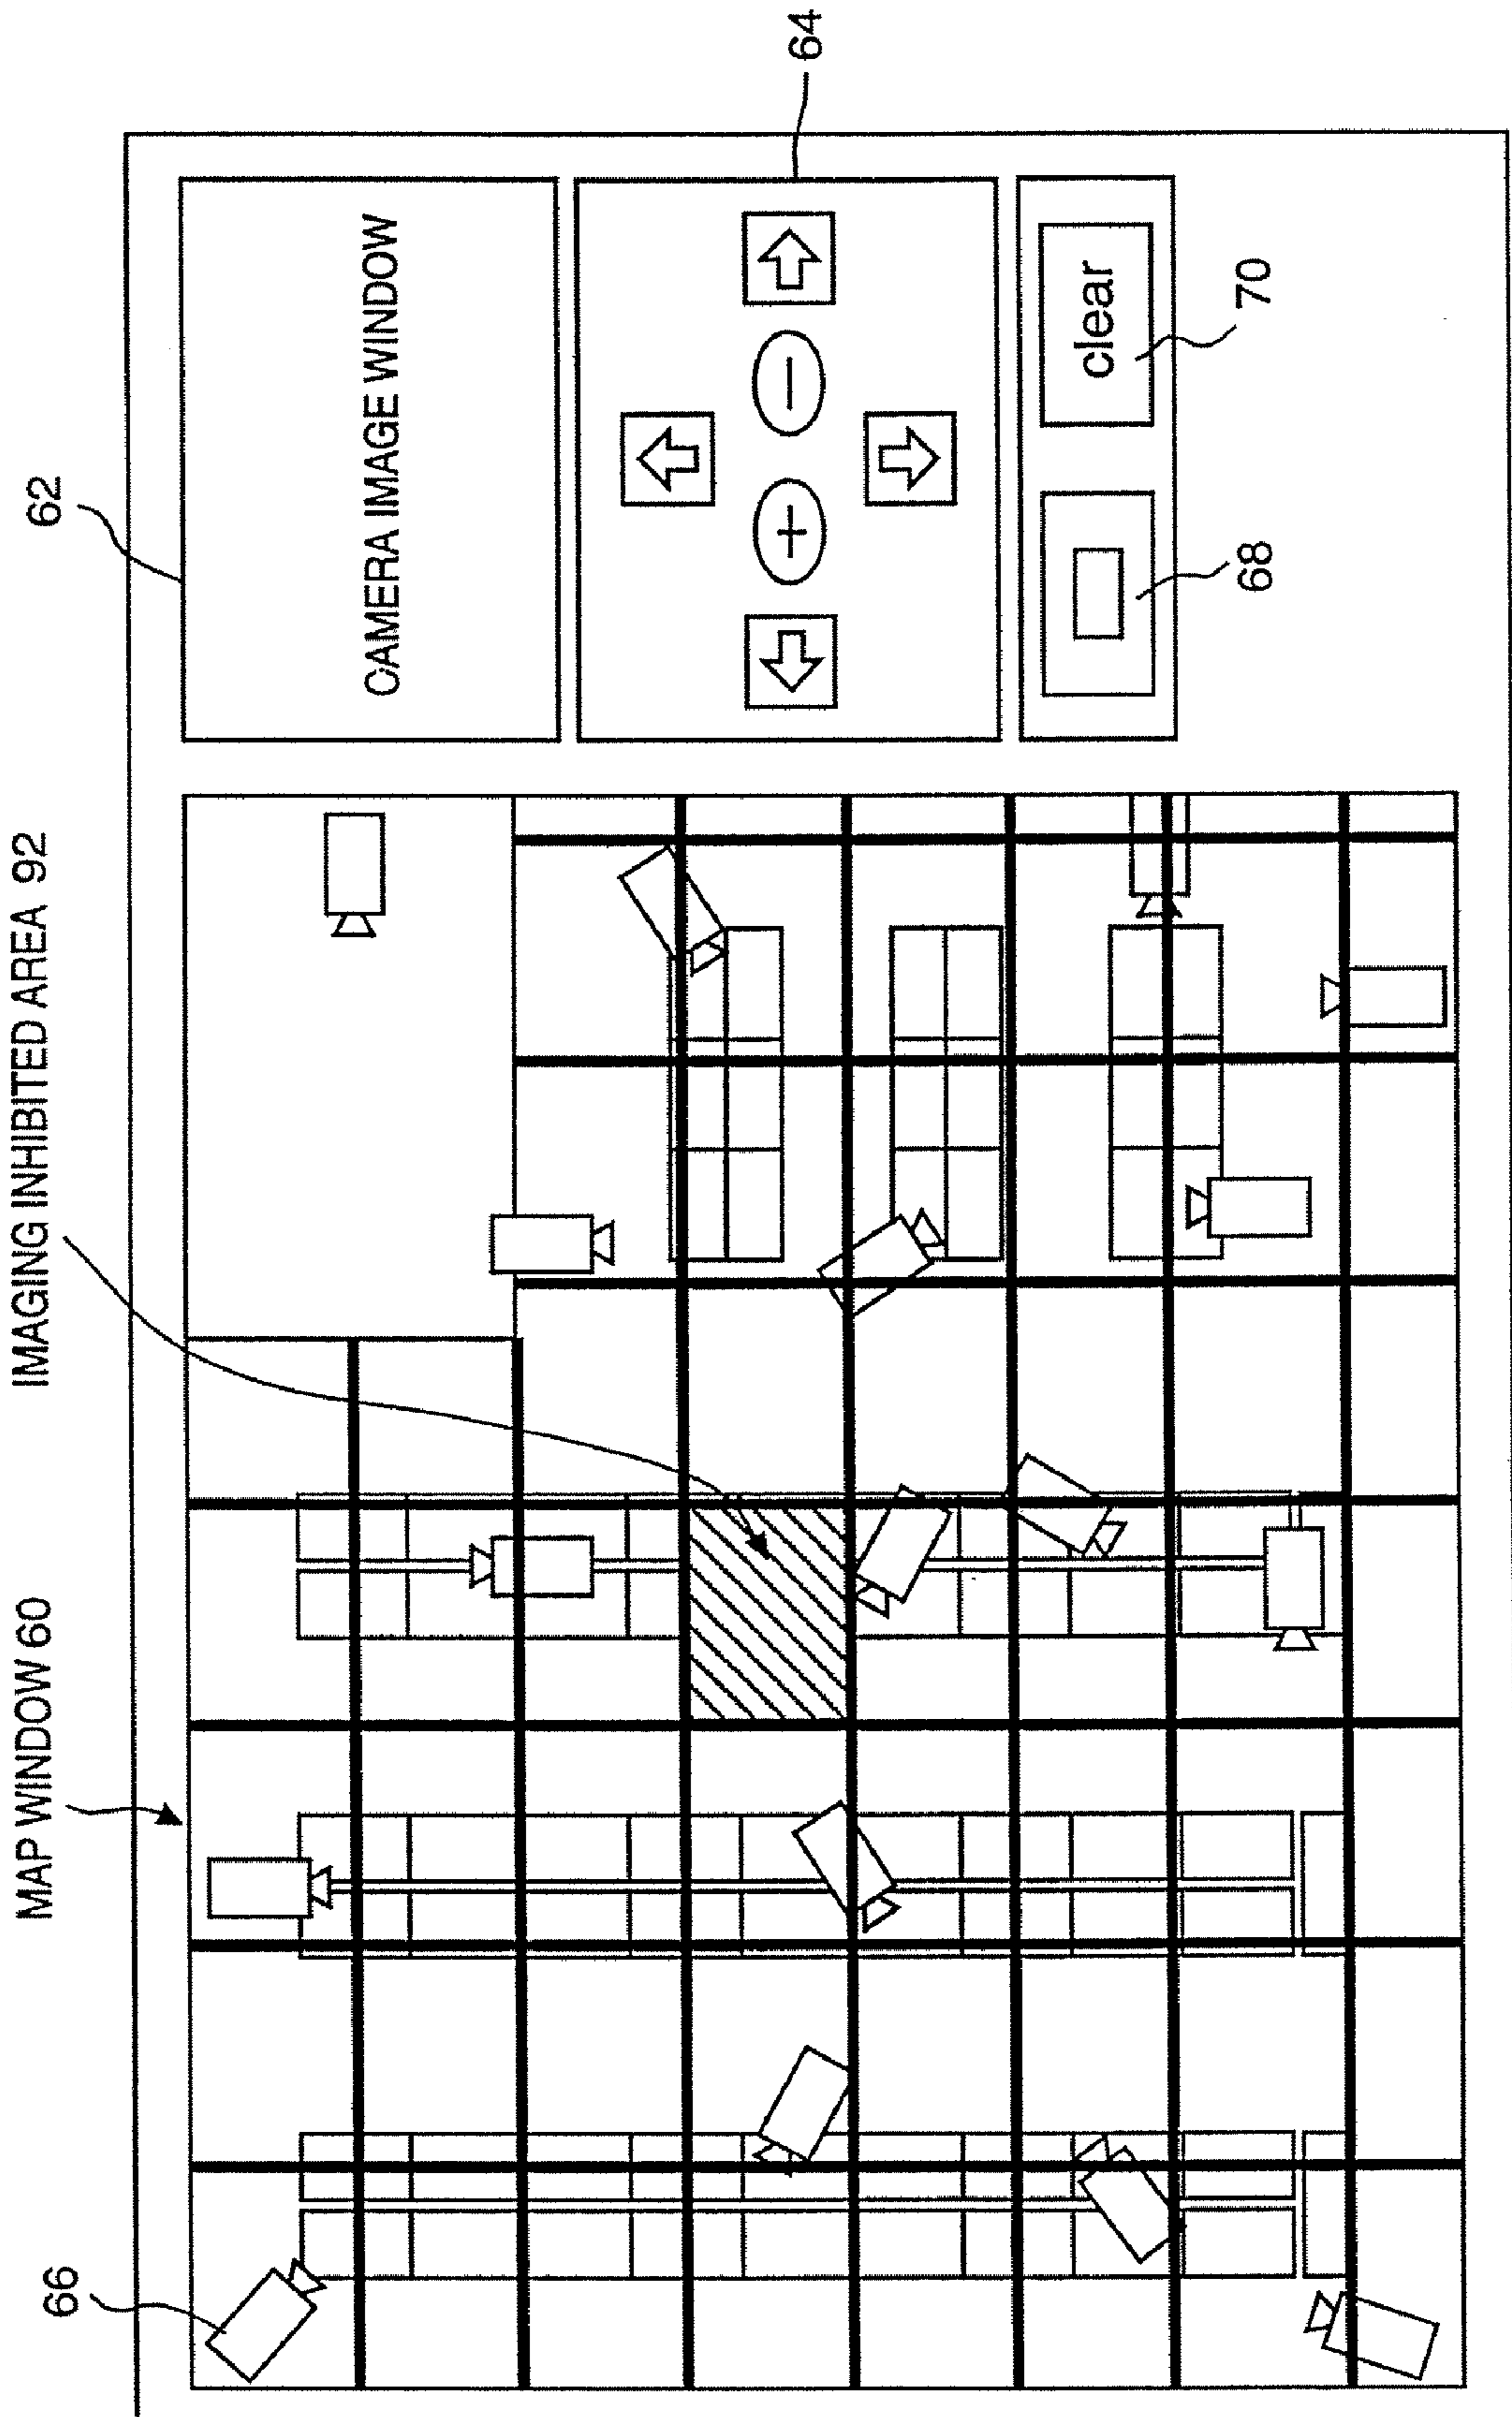 MAP WINDOW 60
IMAGING INHIBITED AREA 92
62
66
CAMERA IMAGE WINDOW
64
+
−
68
clear
70